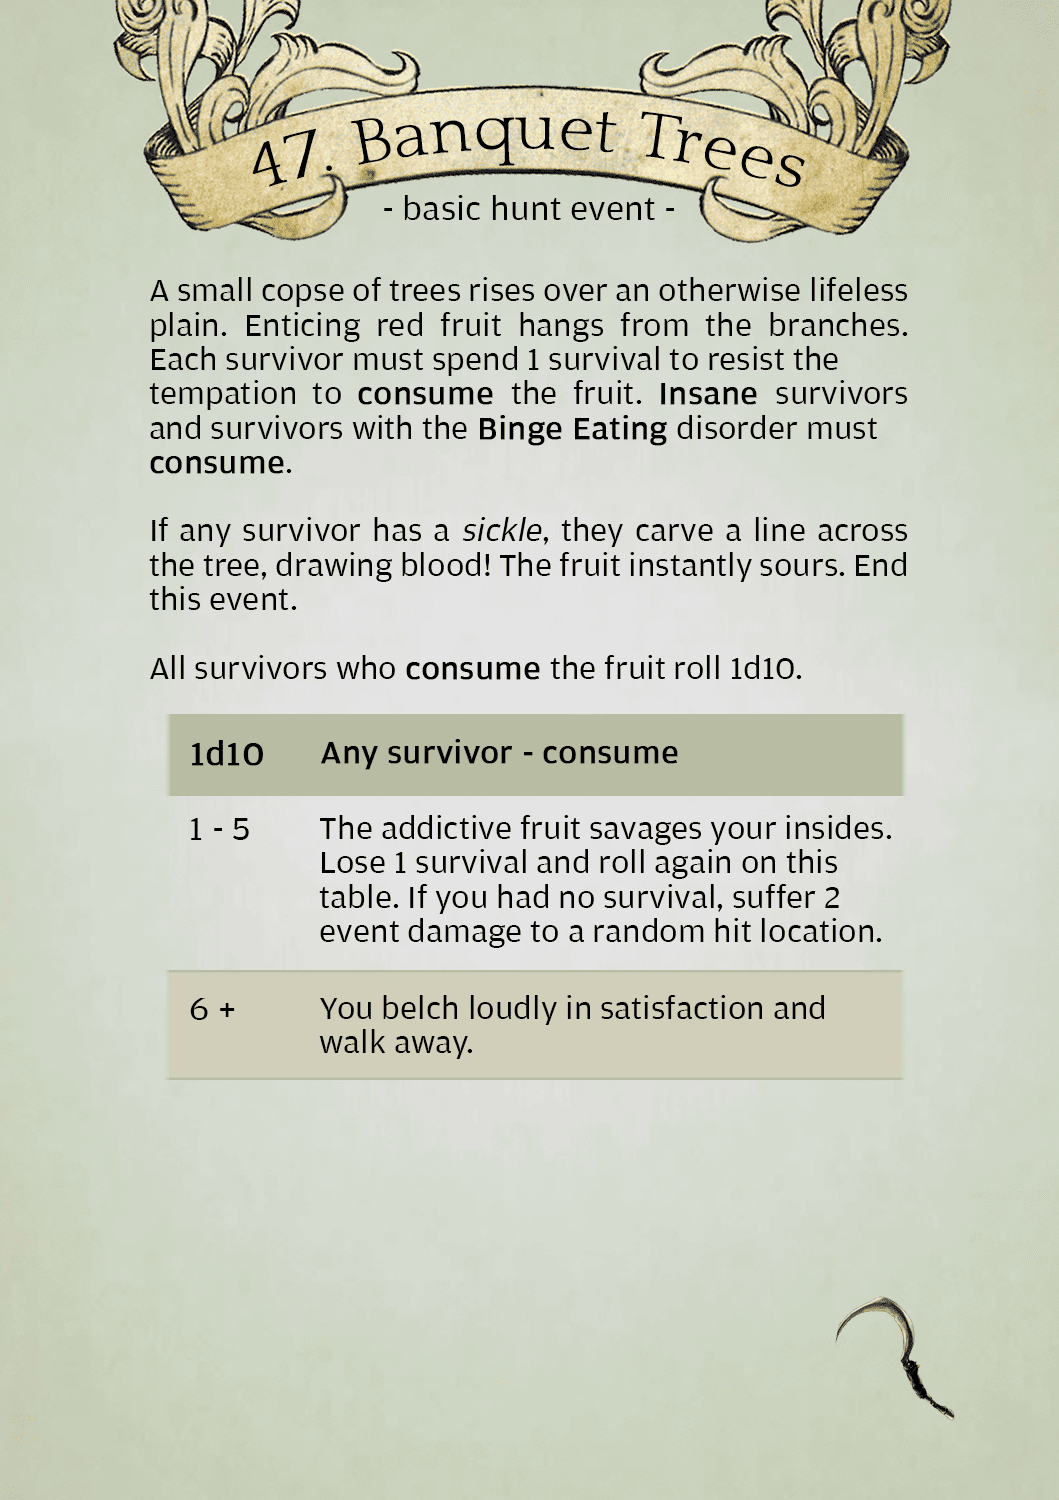 47. Banquet Trees
- basic hunt event -
A small copse of trees rises over an otherwise lifeless
plain. Enticing red fruit hangs from the branches.
Each survivor must spend 1 survival to resist the
tempation to consume the fruit. Insane survivors
and survivors with the Binge Eating disorder must
consume.
If any survivor has a sickle, they carve a line across
the tree, drawing blood! The fruit instantly sours. End
this event.
All survivors who consume the fruit roll 1d10.
1d10 Any survivor - consume
1 - 5 The addictive fruit savages your insides.
Lose 1 survival and roll again on this
table. If you had no survival, suffer 2
event damage to a random hit location.
6 + You belch loudly in satisfaction and
walk away.